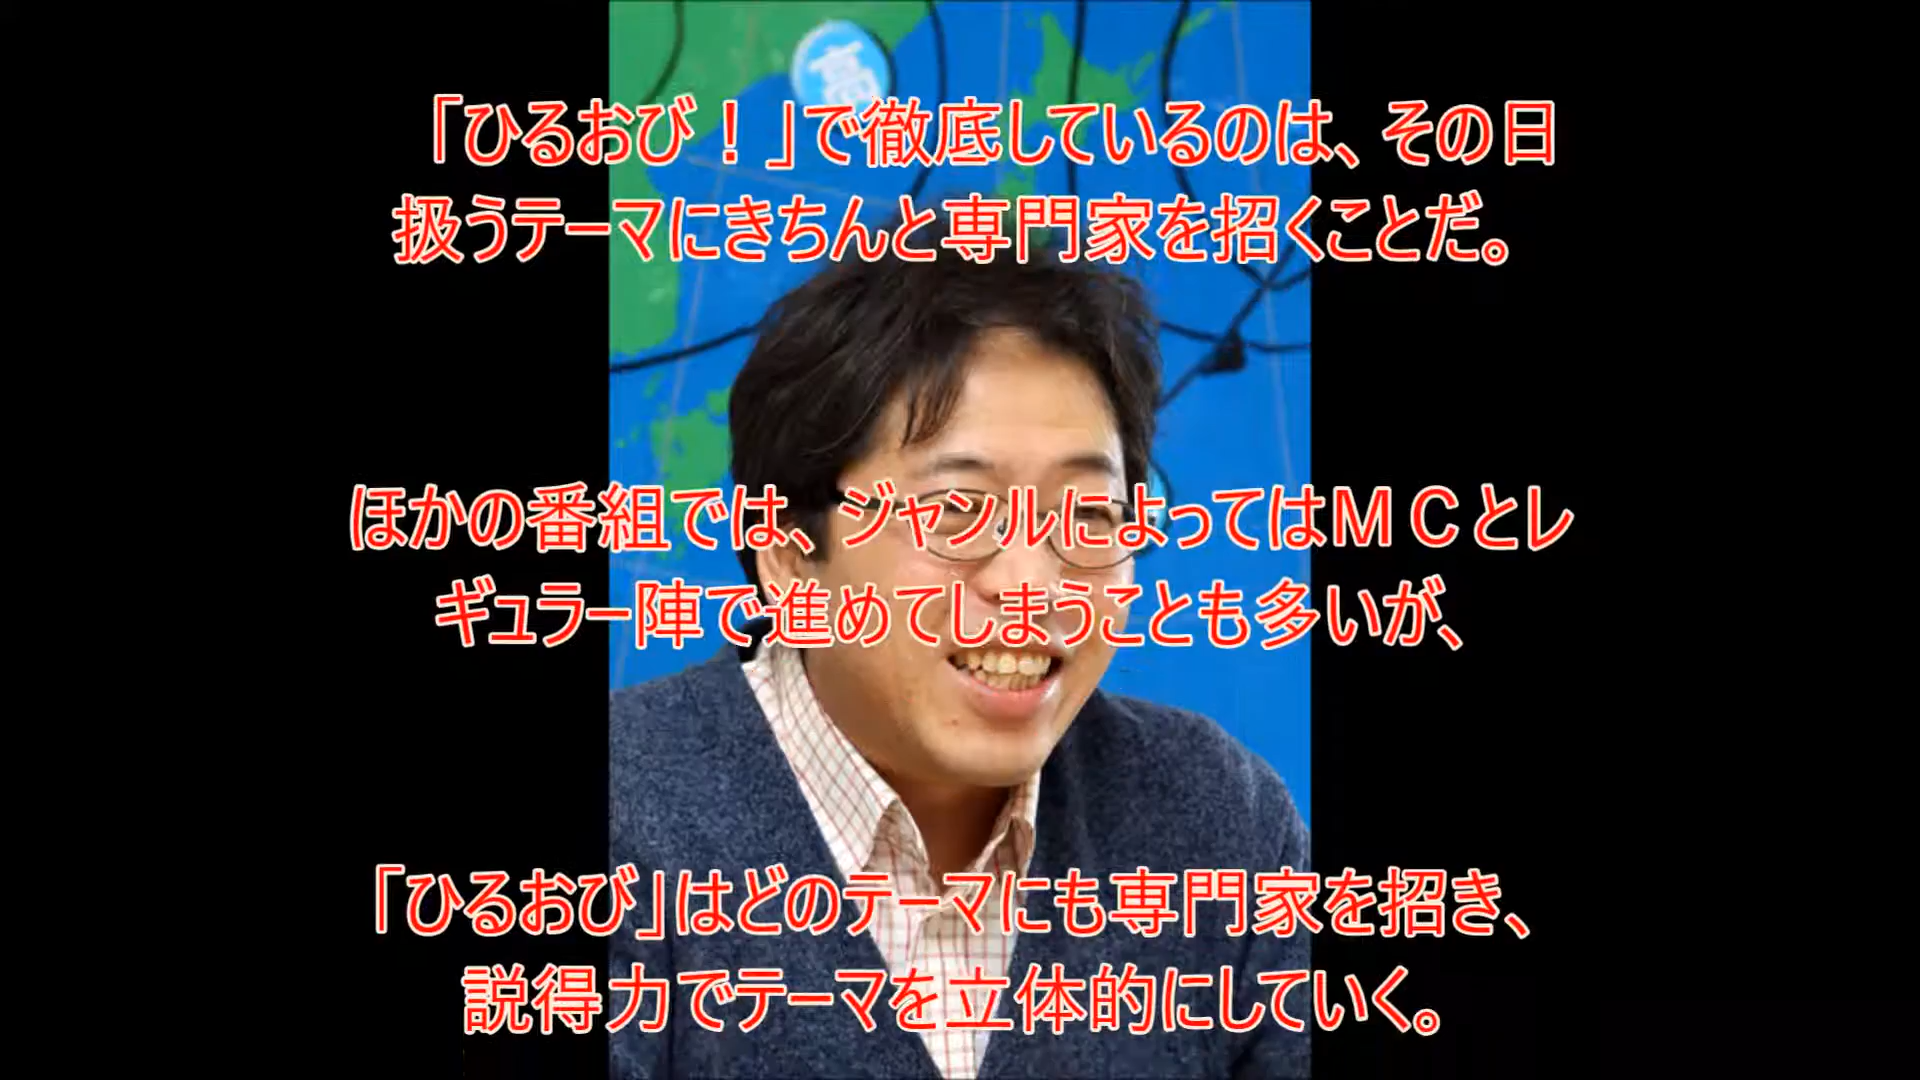 高
「ひるおび！」で徹底しているのは、その日
扱うテーマにきちんと専門家を招くことだ。
ほかの番組では、ジャンルによってはＭＣとレ
ギュラー陣で進めてしまうことも多いが、
「ひるおび」はどのテーマにも専門家を招き、
説得力でテーマを立体的にしていく。